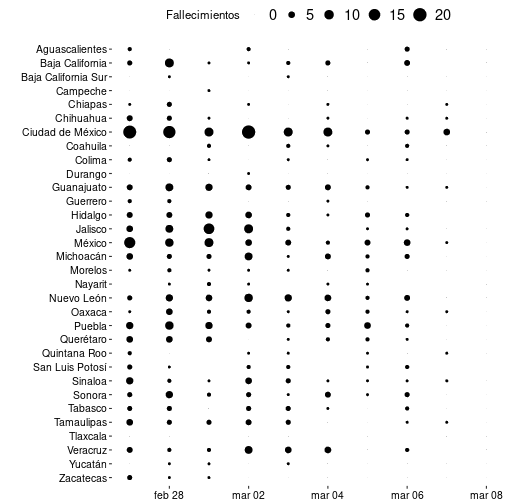 Fallecimientos 0 5 10 15 20
Aguascalientes
Baja California
Baja California Sur
Campeche
Chiapas
Chihuahua
Ciudad de México
Coahuila
Colima
Durango
Guanajuato
Guerrero
Hidalgo
Jalisco
México
Michoacán
Morelos
Nayarit
Nuevo León
Oaxaca
Puebla
Querétaro
Quintana Roo
San Luis Potosí
Sinaloa
Sonora
Tabasco
Tamaulipas
Tlaxcala
Veracruz
Yucatán
Zacatecas
feb 28 mar 02 mar 04 mar 06 mar 08